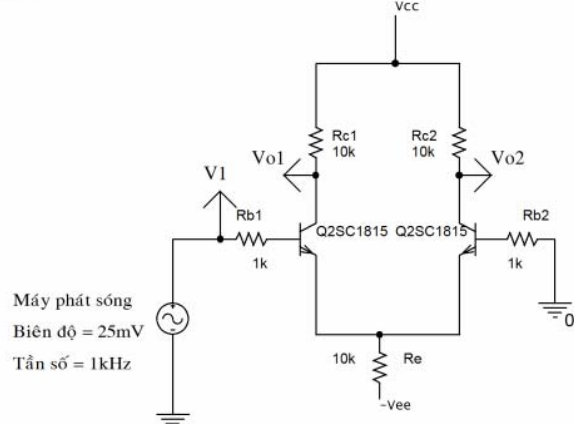 Vcc
Rc1
10k
Rc2
10k
Vo1
Vo2
V1
Rb1
1k
Q2SC1815
Q2SC1815
Rb2
1k
0
Máy phát sóng
Biên độ = 25mV
Tần số = 1kHz
10k
Re
-Vee